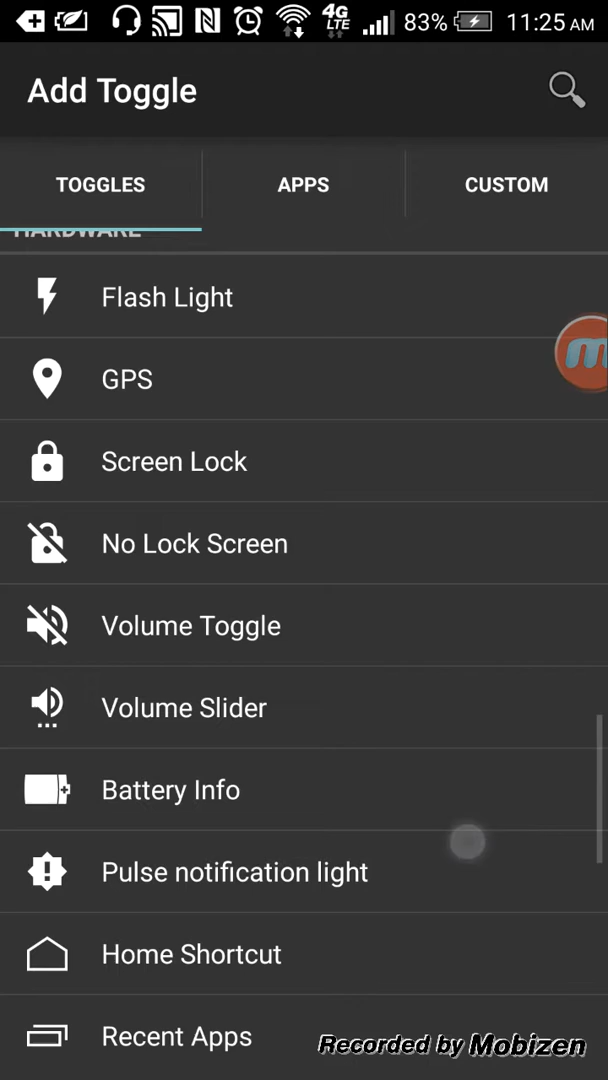 4G
LTE
83%
11:25 AM
Add Toggle
TOGGLES
APPS
CUSTOM
HARDWARE
Flash Light
GPS
Screen Lock
No Lock Screen
Volume Toggle
Volume Slider
Battery Info
Pulse notification light
Home Shortcut
Recent Apps
Recorded by Mobizen